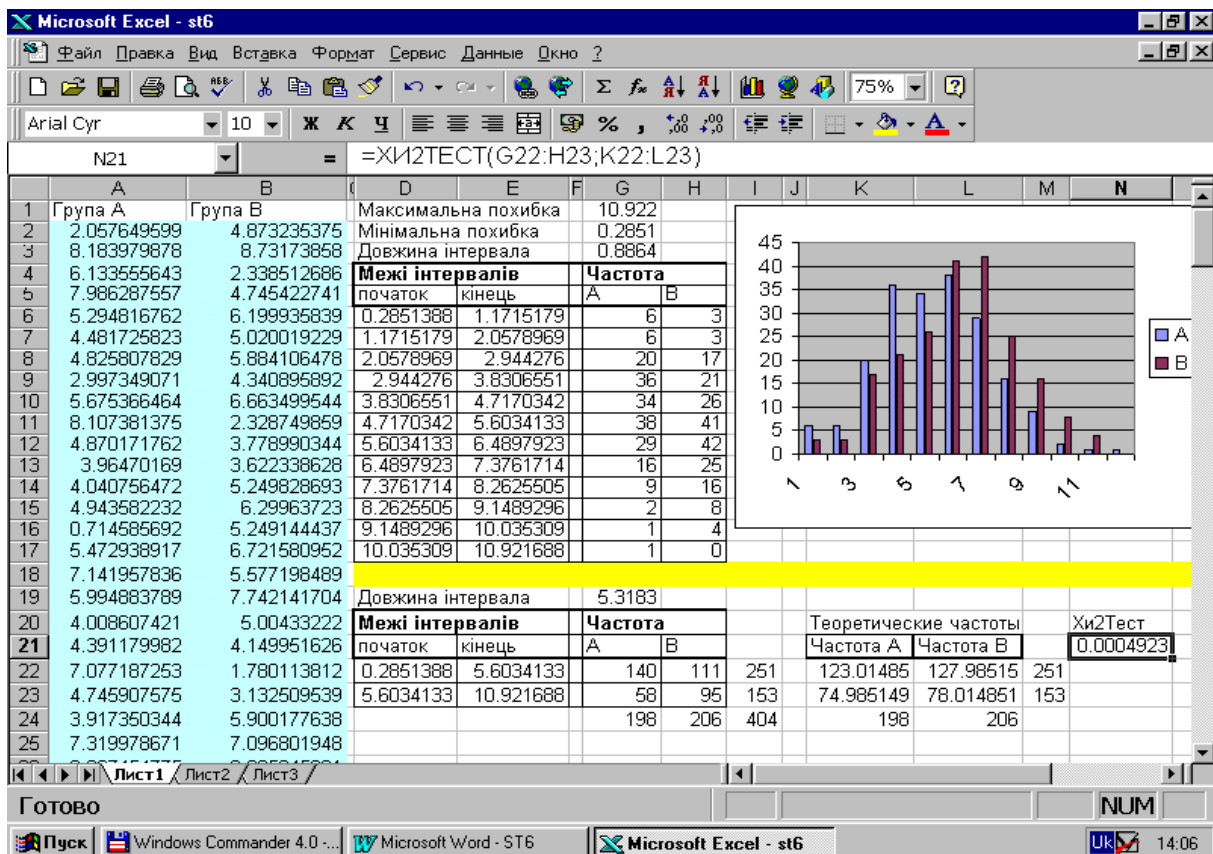 Microsoft Excel - st6
Файл Правка Вид Вставка Формат Сервис Данные Окно ?
75%
Arial Cyr 10 Ж К Ч % ,
N21 = =ХИ2ТЕСТ(G22:H23;K22:L23)
A B D E F G H I J K L M N
1 Група А Група В Максимальна похибка 10.922
2 2.057649599 4.873235375 Мінімальна похибка 0.2851
3 8.183979878 8.73173858 Довжина інтервала 0.8864
4 6.133555643 2.338512686 Межі інтервалів Частота
5 7.986287557 4.745422741 початок кінець А В
6 5.294816762 6.199935839 0.2851388 1.1715179 6 3
7 4.481725823 5.020019229 1.1715179 2.0578969 6 3
8 4.825807829 5.884106478 2.0578969 2.944276 20 17
9 2.997349071 4.340895892 2.944276 3.8306551 36 21
10 5.675366464 6.663499544 3.8306551 4.7170342 34 26
11 8.107381375 2.328749859 4.7170342 5.6034133 38 41
12 4.870171762 3.778990344 5.6034133 6.4897923 29 42
13 3.96470169 3.622338628 6.4897923 7.3761714 16 25
14 4.040756472 5.249828693 7.3761714 8.2625505 9 16
15 4.943582232 6.29963723 8.2625505 9.1489296 2 8
16 0.714585692 5.249144437 9.1489296 10.035309 1 4
17 5.472938917 6.721580952 10.035309 10.921688 1 0
45
40
35
30
25
20
15
10
5
0
1 3 5 7 9 11
A
B
18 7.141957836 5.577198489
19 5.994883789 7.742141704 Довжина інтервала 5.3183
20 4.008607421 5.00433222 Межі інтервалів Частота Теоретические частоты Хи2Тест
21 4.391179982 4.149951626 початок кінець А В Частота А Частота В 0.0004923
22 7.077187253 1.780113812 0.2851388 5.6034133 140 111 251 123.01485 127.98515 251
23 4.745907575 3.132509539 5.6034133 10.921688 58 95 153 74.985149 78.014851 153
24 3.917350344 5.900177638 198 206 404 198 206
25 7.319978671 7.096801948
Лист1 Лист2 Лист3
Готово NUM
Пуск Windows Commander 4.0 -... Microsoft Word - ST6 Microsoft Excel - st6 Uk 14:06